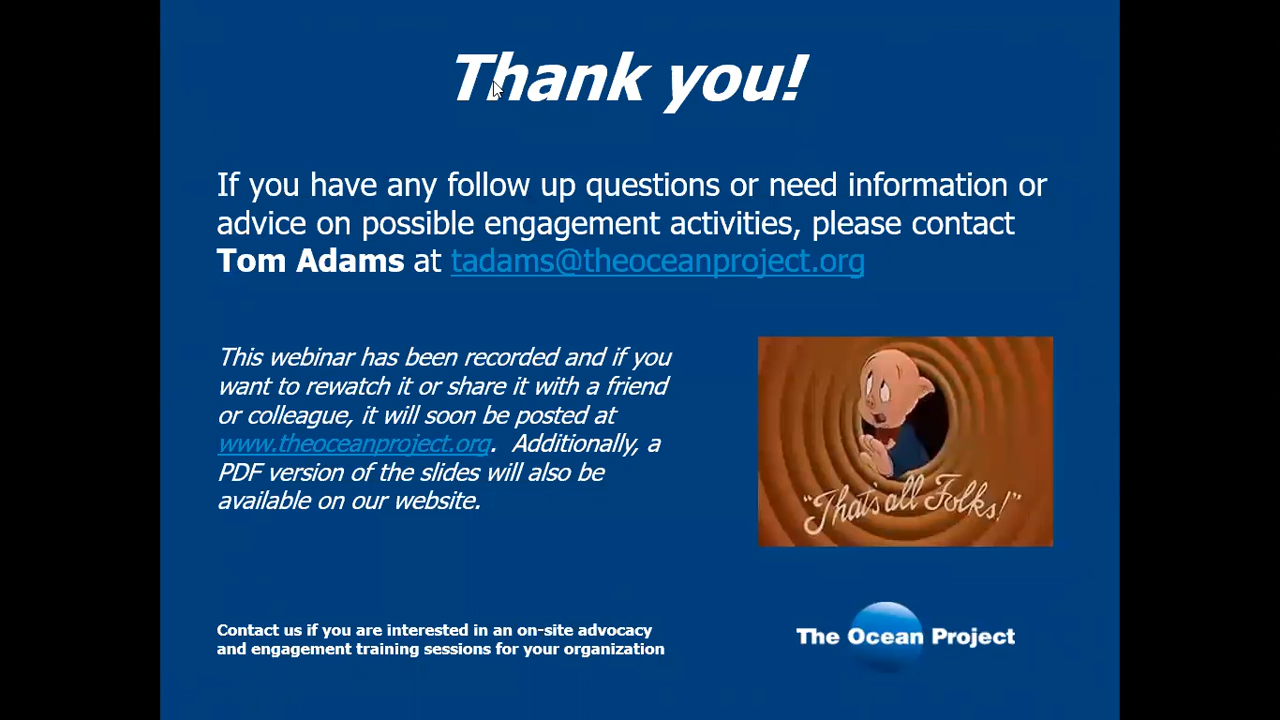 Thank you!
If you have any follow up questions or need information or
advice on possible engagement activities, please contact
Tom Adams at tadams@theoceanproject.org
This webinar has been recorded and if you
want to rewatch it or share it with a friend
or colleague, it will soon be posted at
www.theoceanproject.org. Additionally, a
PDF version of the slides will also be
available on our website.
"That's all Folks!"
Contact us if you are interested in an on-site advocacy
and engagement training sessions for your organization
The Ocean Project